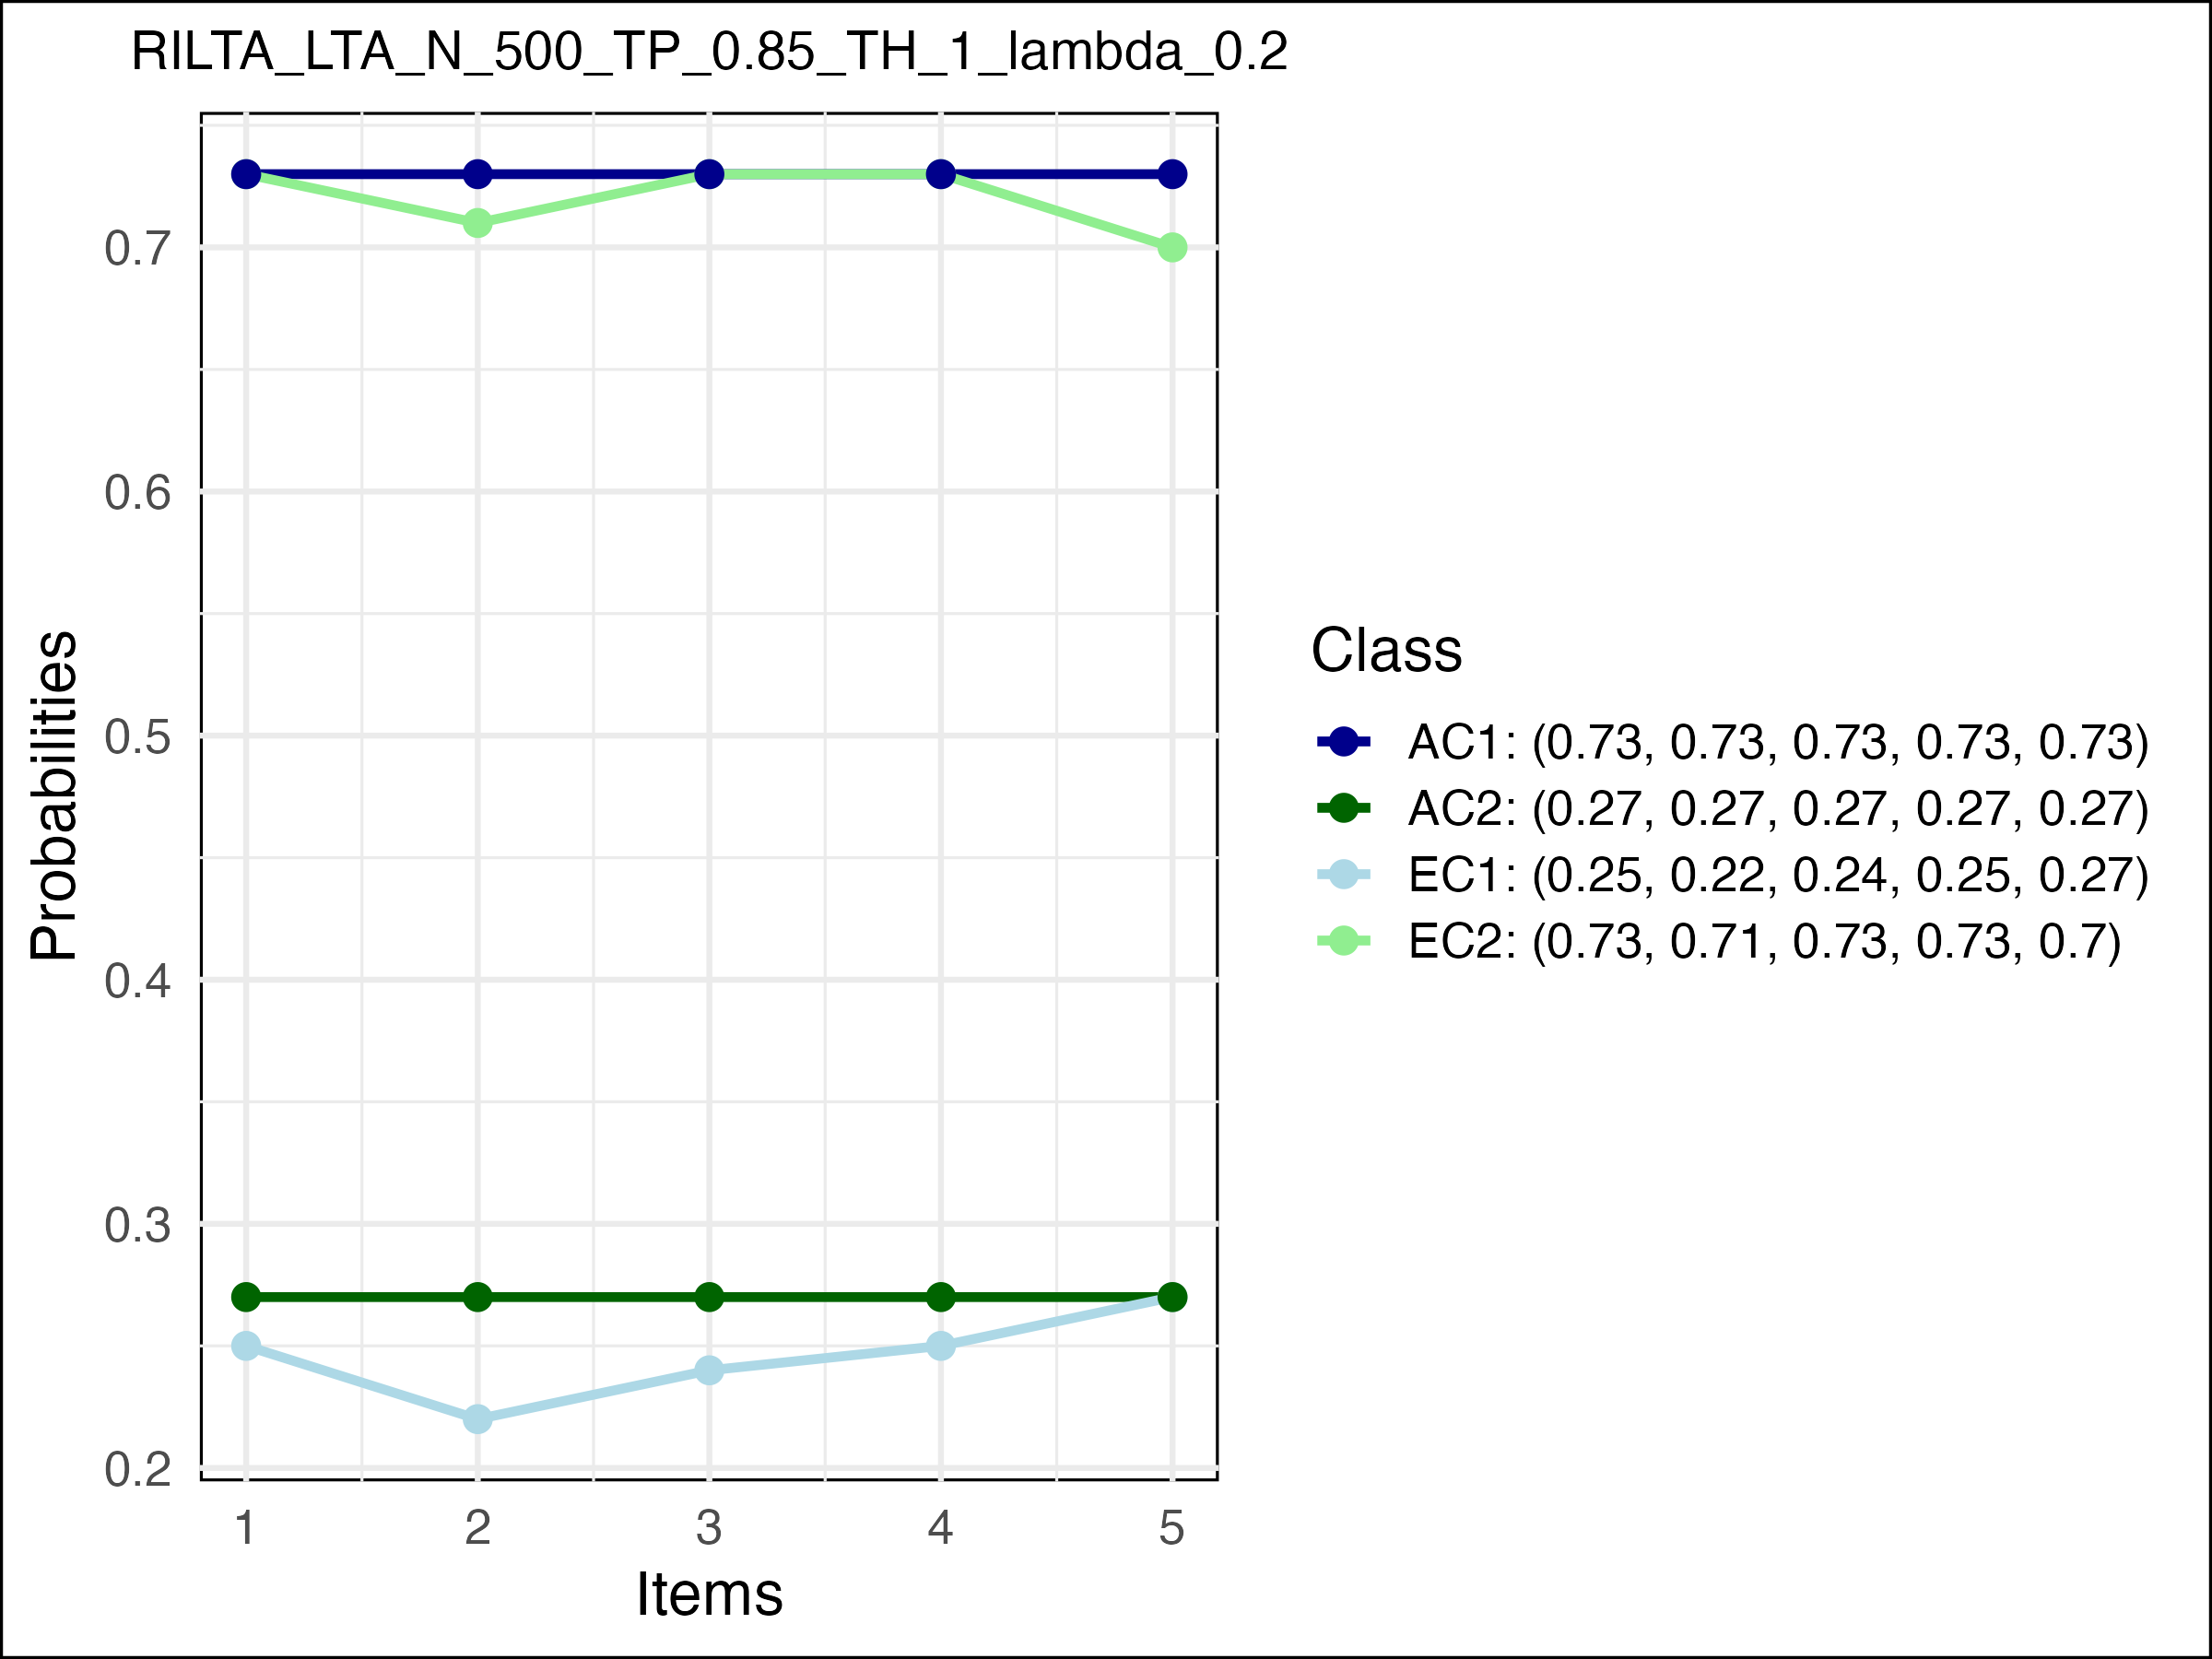 RILTA_LTA_N_500_TP_0.85_TH_1_lambda_0.2
Probabilities
0.7
0.6
0.5
0.4
0.3
0.2
1 2 3 4 5
Items
Class
AC1: (0.73, 0.73, 0.73, 0.73, 0.73)
AC2: (0.27, 0.27, 0.27, 0.27, 0.27)
EC1: (0.25, 0.22, 0.24, 0.25, 0.27)
EC2: (0.73, 0.71, 0.73, 0.73, 0.7)